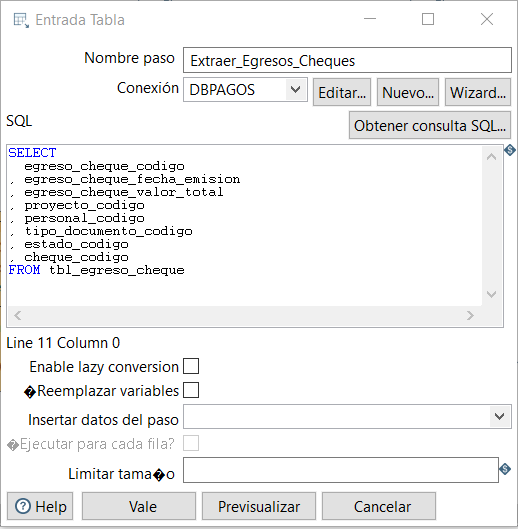 Entrada Tabla
Nombre paso Extraer_Egresos_Cheques
Conexión DBPAGOS Editar... Nuevo... Wizard...
SQL Obtener consulta SQL...
SELECT
egreso_cheque_codigo
, egreso_cheque_fecha_emision
, egreso_cheque_valor_total
, proyecto_codigo
, personal_codigo
, tipo_documento_codigo
, estado_codigo
, cheque_codigo
FROM tbl_egreso_cheque
Line 11 Column 0
Enable lazy conversion
�Reemplazar variables
Insertar datos del paso
�Ejecutar para cada fila?
Limitar tama�o
Help Vale Previsualizar Cancelar